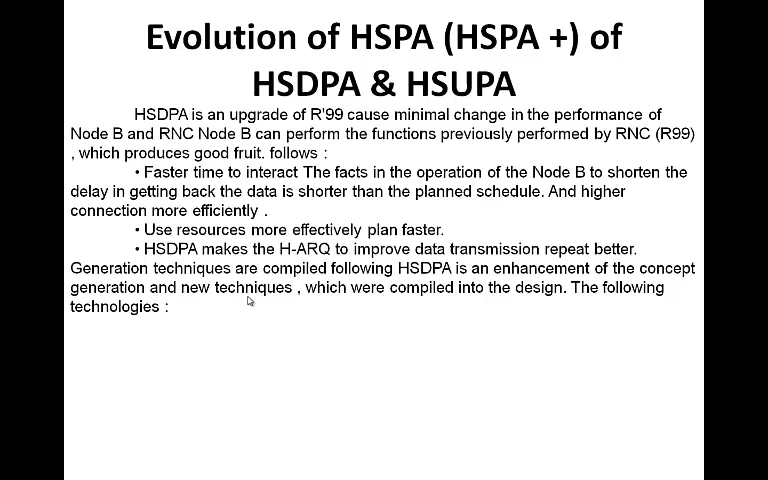 Evolution of HSPA (HSPA +) of
HSDPA & HSUPA
HSDPA is an upgrade of R'99 cause minimal change in the performance of
Node B and RNC Node B can perform the functions previously performed by RNC (R99)
, which produces good fruit. follows :
• Faster time to interact The facts in the operation of the Node B to shorten the
delay in getting back the data is shorter than the planned schedule. And higher
connection more efficiently .
• Use resources more effectively plan faster.
• HSDPA makes the H-ARQ to improve data transmission repeat better.
Generation techniques are compiled following HSDPA is an enhancement of the concept
generation and new techniques , which were compiled into the design. The following
technologies :